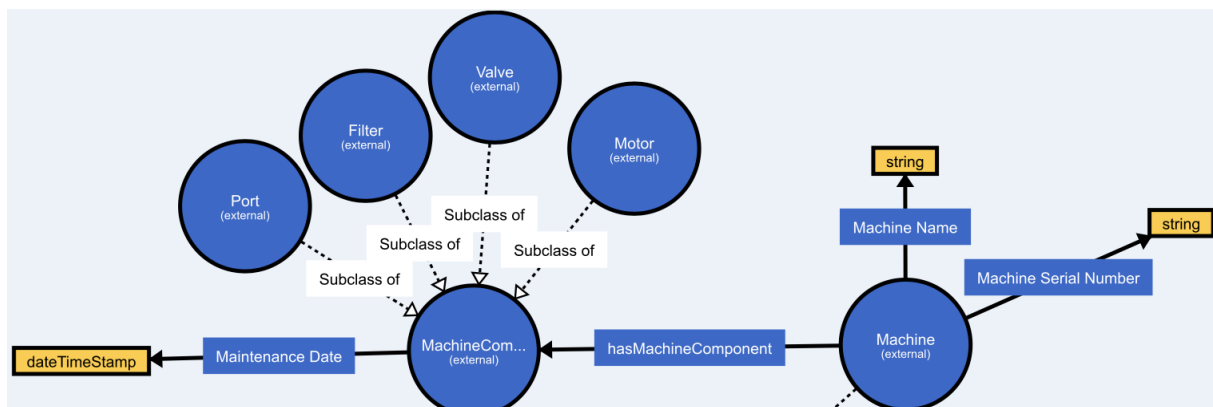 Valve
(external)
Filter
(external)
Motor
(external)
string
Port
(external)
Subclass of
Machine Name
string
Subclass of
Subclass of
Subclass of
Machine Serial Number
MachineCom...
(external)
hasMachineComponent
Machine
(external)
Maintenance Date
dateTimeStamp